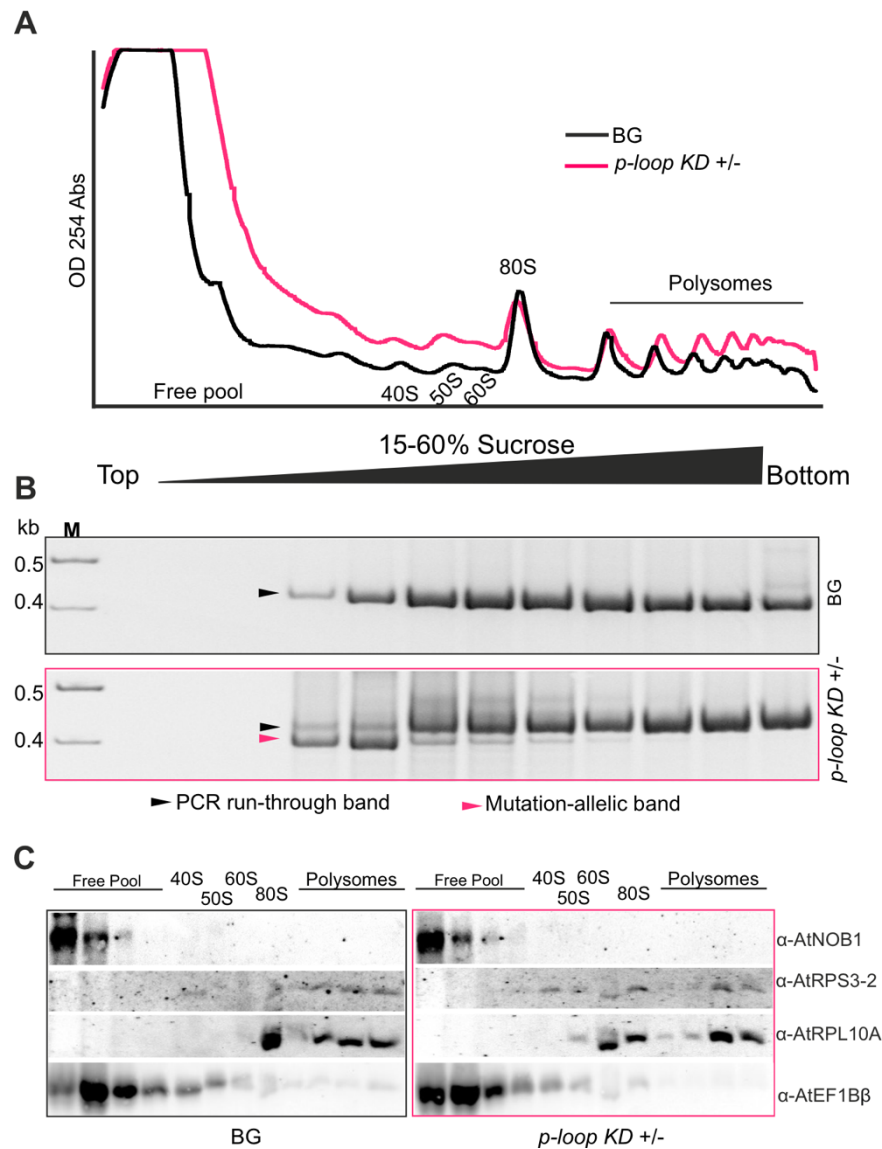 A
OD 254 Abs
BG
p-loop KD +/-
80S
Polysomes
Free pool
40S
50S
60S
15-60% Sucrose
Top
Bottom
B
kb
M
0.5
0.4
BG
0.5
0.4
p-loop KD +/-
PCR run-through band
Mutation-allelic band
C
Free Pool
40S
50S
60S
80S
Polysomes
Free Pool
40S
50S
60S
80S
Polysomes
α-AtNOB1
α-AtRPS3-2
α-AtRPL10A
α-AtEF1Bβ
BG
p-loop KD +/-